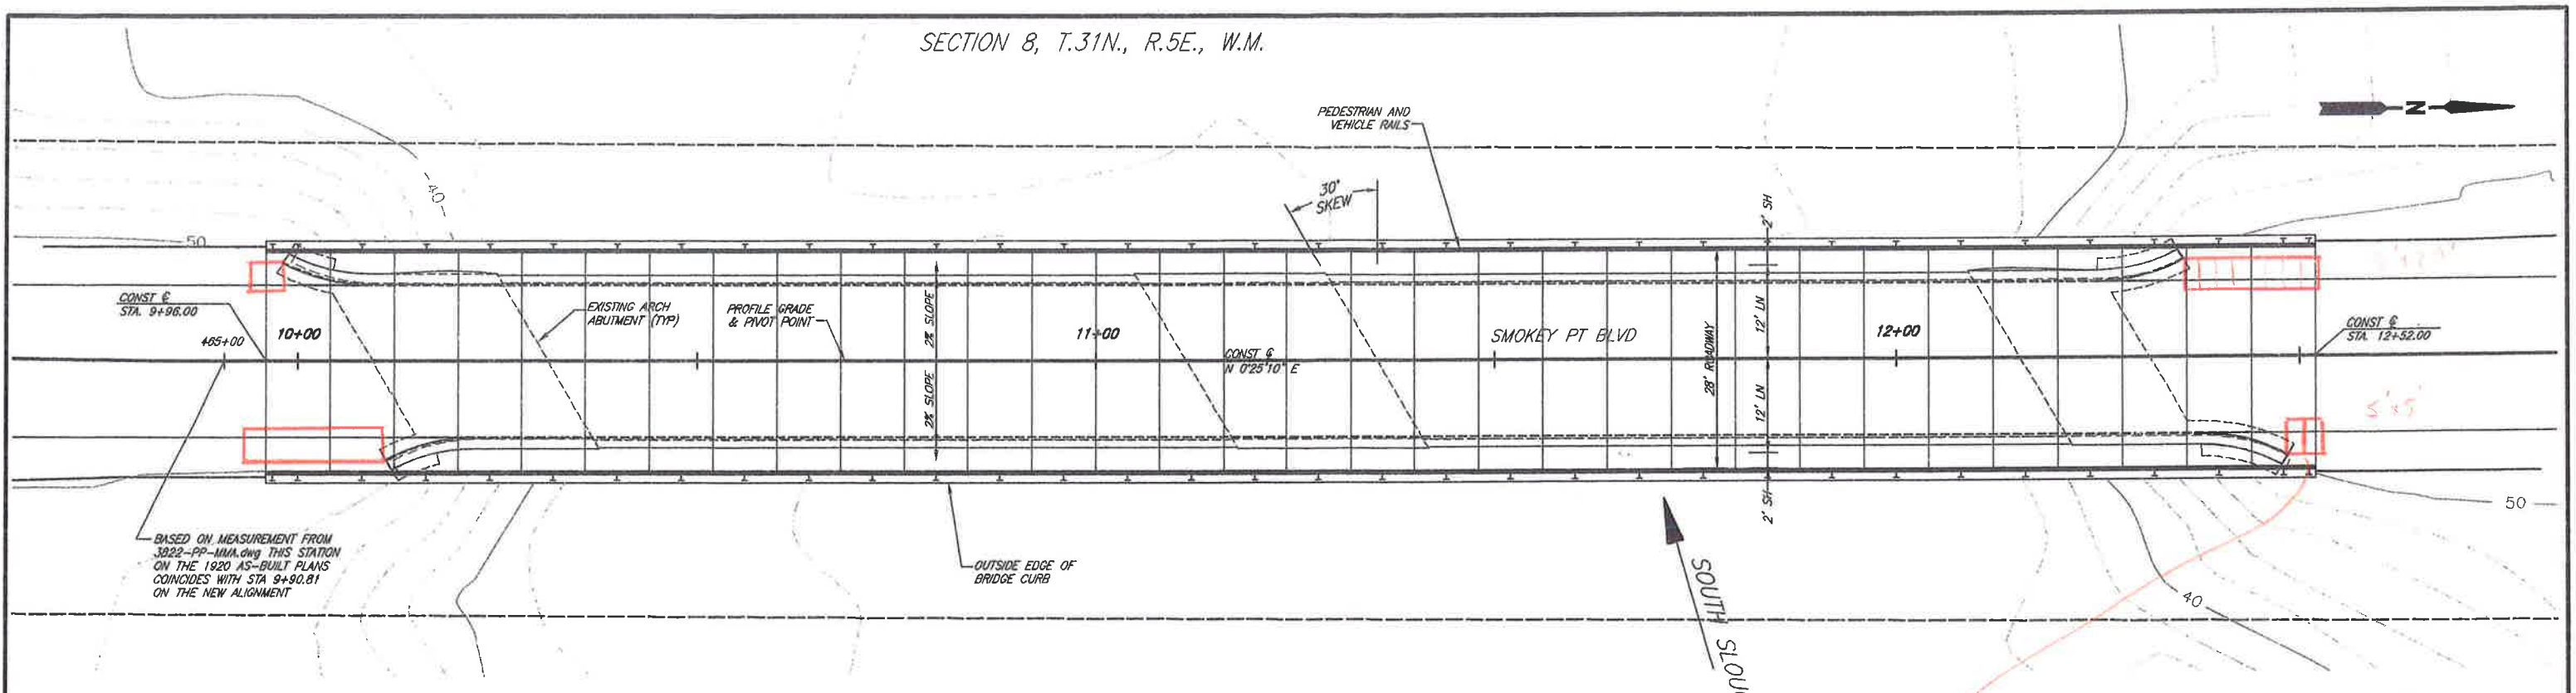 SECTION 8, T.31N., R.5E., W.M.
PEDESTRIAN AND
VEHICLE RAILS
N
40
30°
SKEW
2' SH
50
CONST ℄
STA. 9+96.00
465+00
10+00
EXISTING ARCH
ABUTMENT (TYP)
PROFILE GRADE
& PIVOT POINT
2% SLOPE
2% SLOPE
11+00
CONST ℄
N 0°25'10" E
SMOKEY PT BLVD
28' ROADWAY
12' LN
12' LN
12+00
CONST ℄
STA. 12+52.00
5'x5'
2' SH
50
BASED ON MEASUREMENT FROM
3822-PP-MMA.dwg THIS STATION
ON THE 1920 AS-BUILT PLANS
COINCIDES WITH STA 9+90.81
ON THE NEW ALIGNMENT
OUTSIDE EDGE OF
BRIDGE CURB
SOUTH SLOU
40